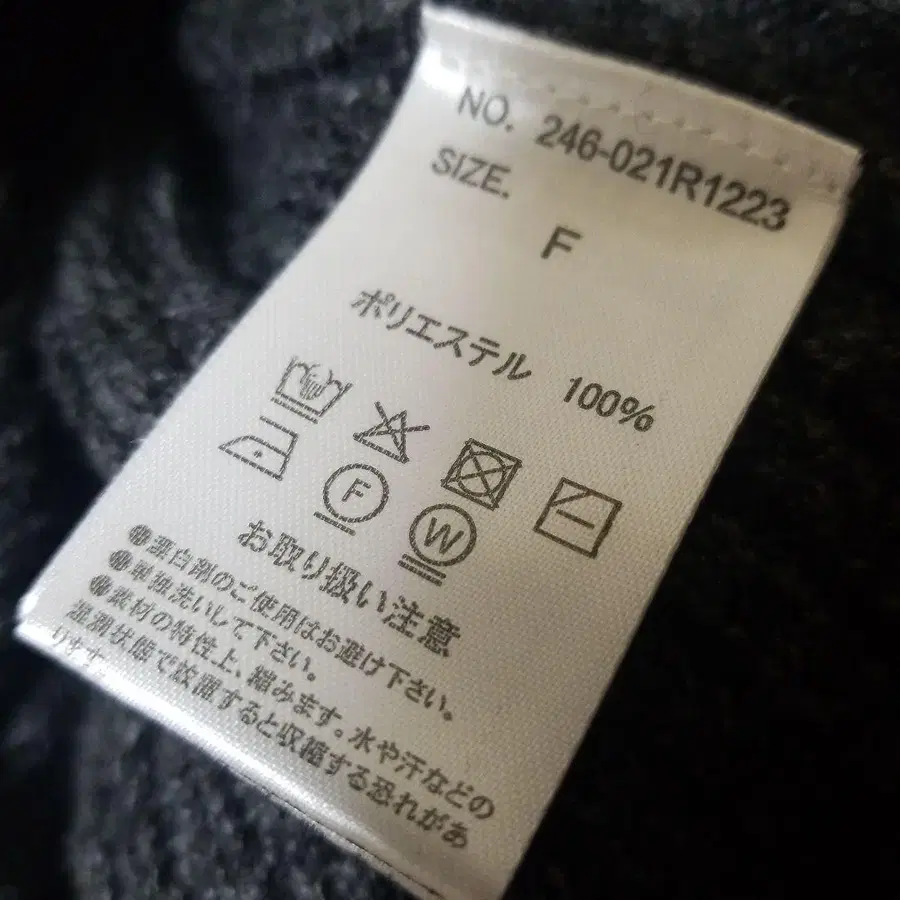 NO. 246-021R1223
SIZE.
F
ポリエステル 100%
F
W
お取り扱い注意
●漂白剤のご使用はお避け下さい。
●単独洗いして下さい。
●素材の特性上、縮みます。水や汗などの
湿潤状態で放置すると収縮する恐れがあ
ります。